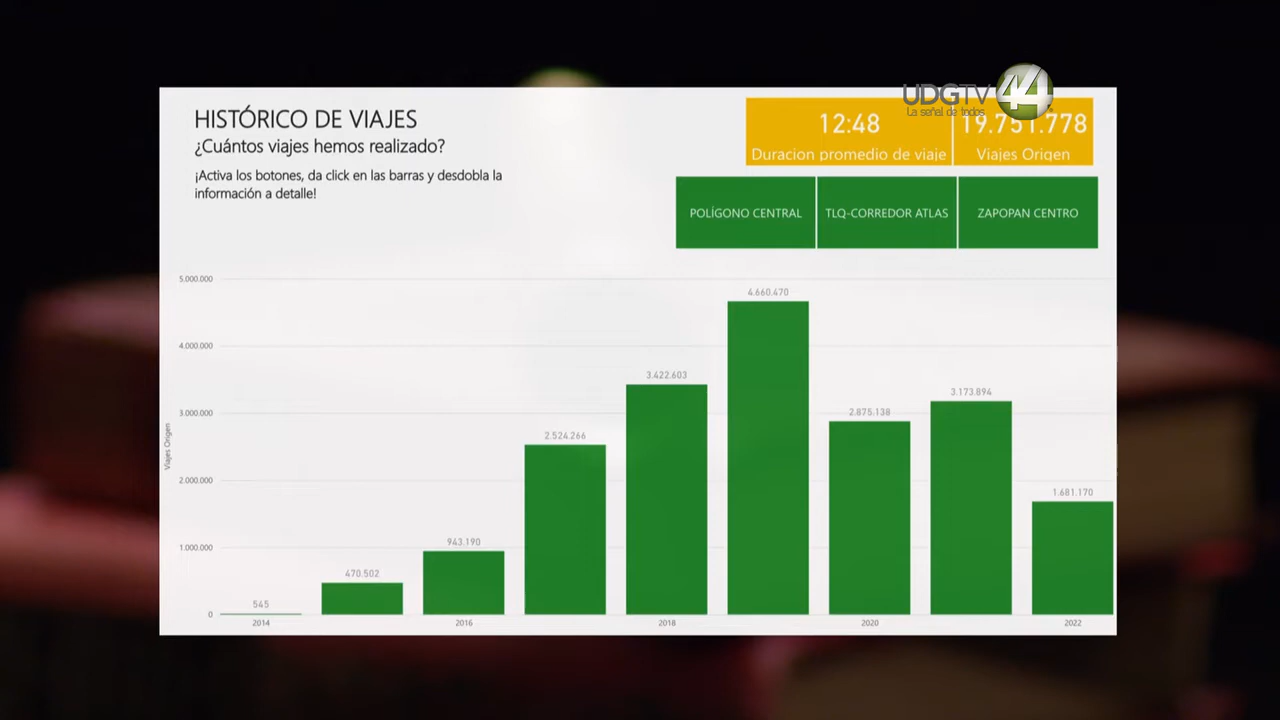 UDGTV 44
La señal de todos
HISTÓRICO DE VIAJES
¿Cuántos viajes hemos realizado?
¡Activa los botones, da click en las barras y desdobla la
información a detalle!
12:48
Duracion promedio de viaje
19.751.778
Viajes Origen
POLÍGONO CENTRAL
TLQ-CORREDOR ATLAS
ZAPOPAN CENTRO
Viajes Origen
5.000.000
4.000.000
3.000.000
2.000.000
1.000.000
0
545
470.502
943.190
2.524.266
3.422.603
4.660.470
2.875.138
3.173.894
1.681.170
2014
2016
2018
2020
2022